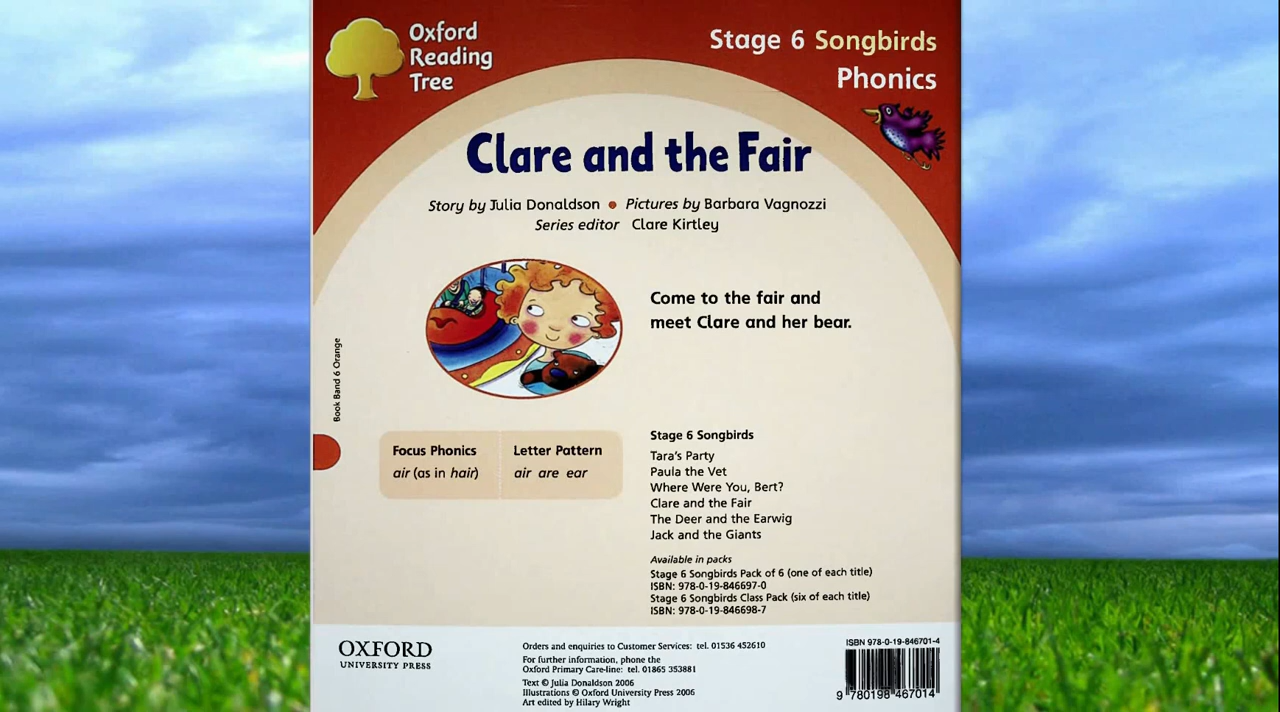 Oxford
Reading
Tree
Stage 6 Songbirds
Phonics
Clare and the Fair
Story by Julia Donaldson • Pictures by Barbara Vagnozzi
Series editor Clare Kirtley
Come to the fair and
meet Clare and her bear.
Book Band 6 Orange
Focus Phonics
air (as in hair)
Letter Pattern
air are ear
Stage 6 Songbirds
Tara's Party
Paula the Vet
Where Were You, Bert?
Clare and the Fair
The Deer and the Earwig
Jack and the Giants
Available in packs
Stage 6 Songbirds Pack of 6 (one of each title)
ISBN: 978-0-19-846697-0
Stage 6 Songbirds Class Pack (six of each title)
ISBN: 978-0-19-846698-7
OXFORD
UNIVERSITY PRESS
Orders and enquiries to Customer Services: tel. 01536 452610
For further information, phone the
Oxford Primary Care-line: tel. 01865 353881
Text © Julia Donaldson 2006
Illustrations © Oxford University Press 2006
Art edited by Hilary Wright
ISBN 978-0-19-846701-4
9 780198 467014